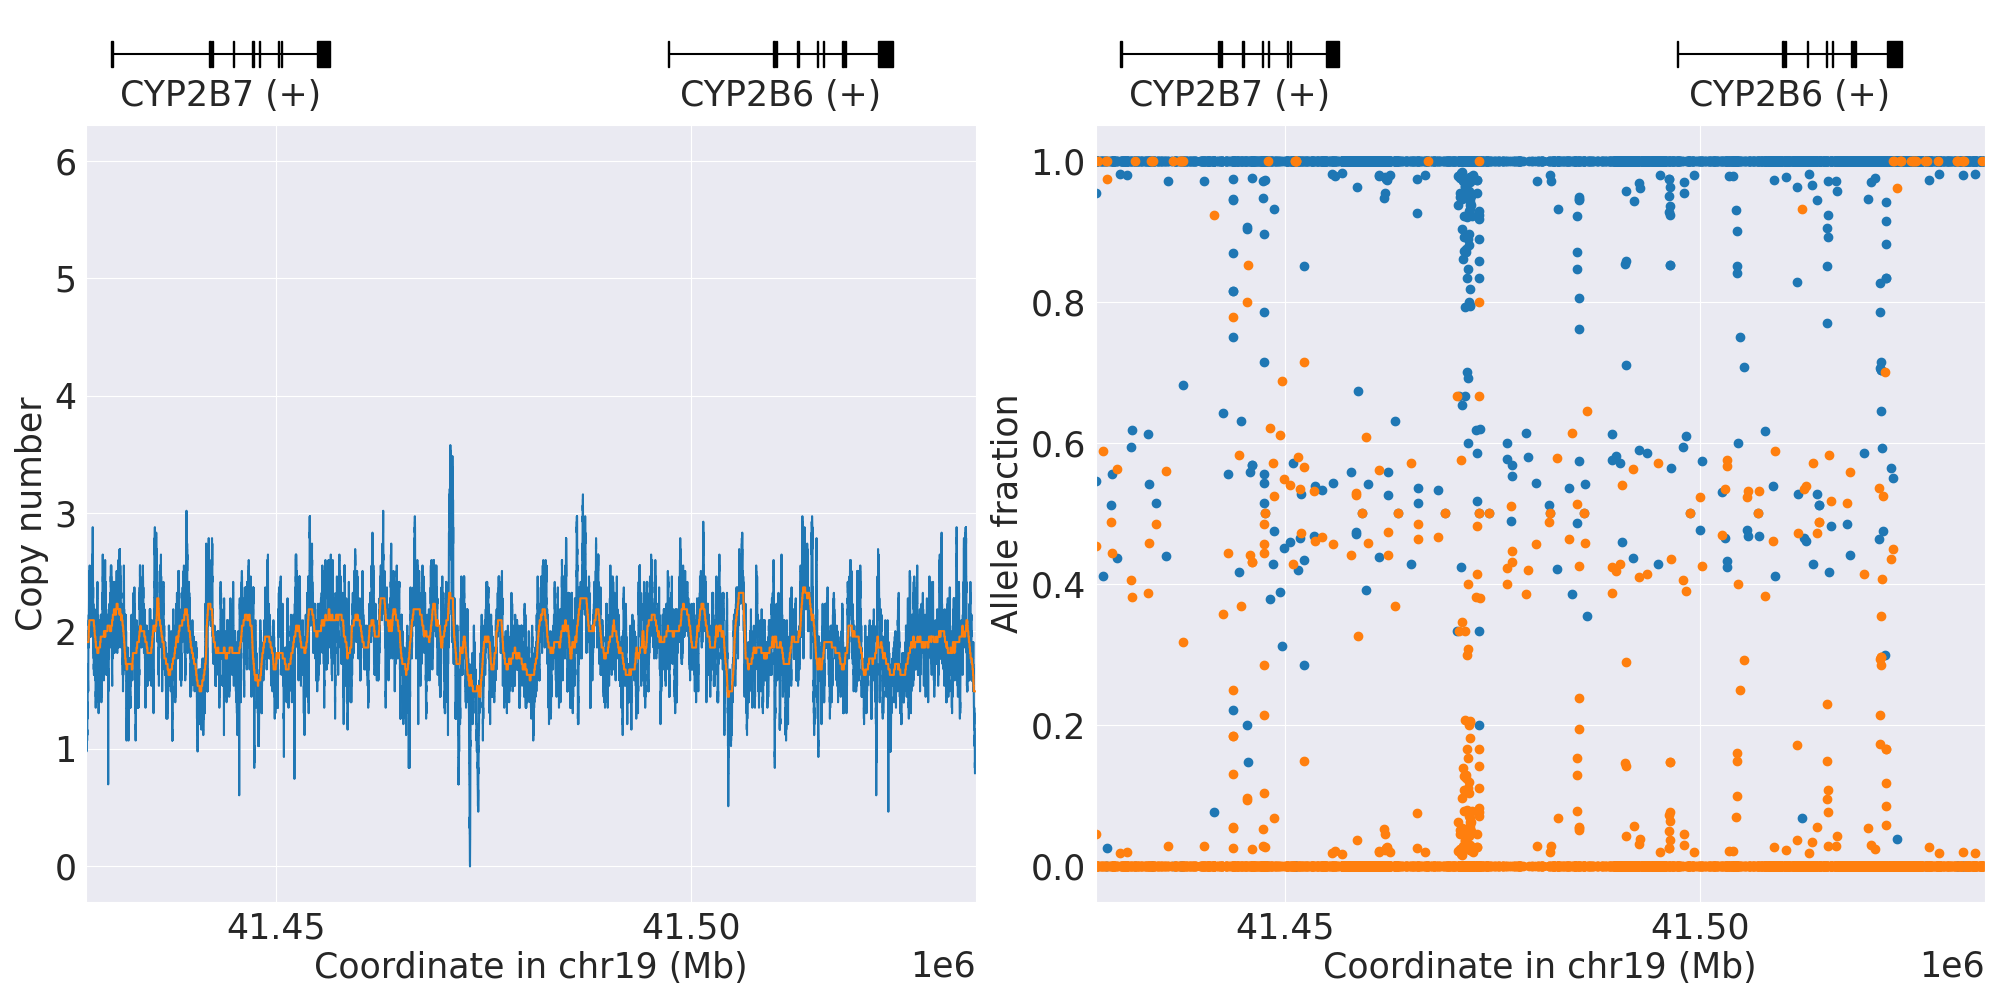 CYP2B7 (+)
CYP2B6 (+)
CYP2B7 (+)
CYP2B6 (+)
Copy number
6
5
4
3
2
1
0
41.45
41.50
Coordinate in chr19 (Mb)
1e6
Allele fraction
1.0
0.8
0.6
0.4
0.2
0.0
41.45
41.50
Coordinate in chr19 (Mb)
1e6